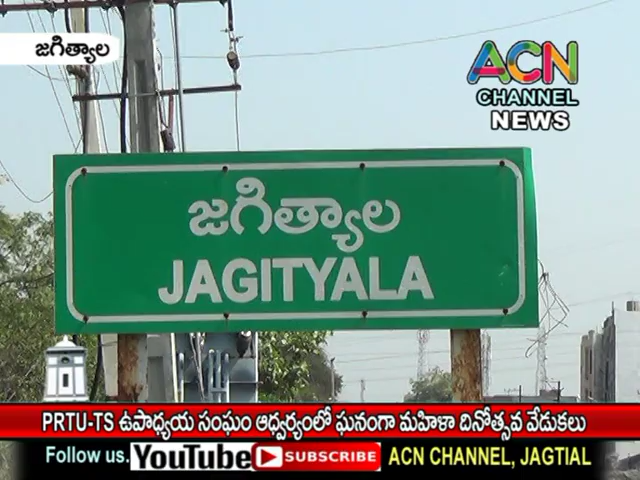 జగిత్యాల
ACN
CHANNEL
NEWS
జగిత్యాల
JAGITYALA
PRTU-TS ఉపాధ్యయ సంఘం ఆధ్వర్యంలో ఘనంగా మహిళా దినోత్సవ వేడుకలు
Follow us. YouTube SUBSCRIBE ACN CHANNEL, JAGTIAL